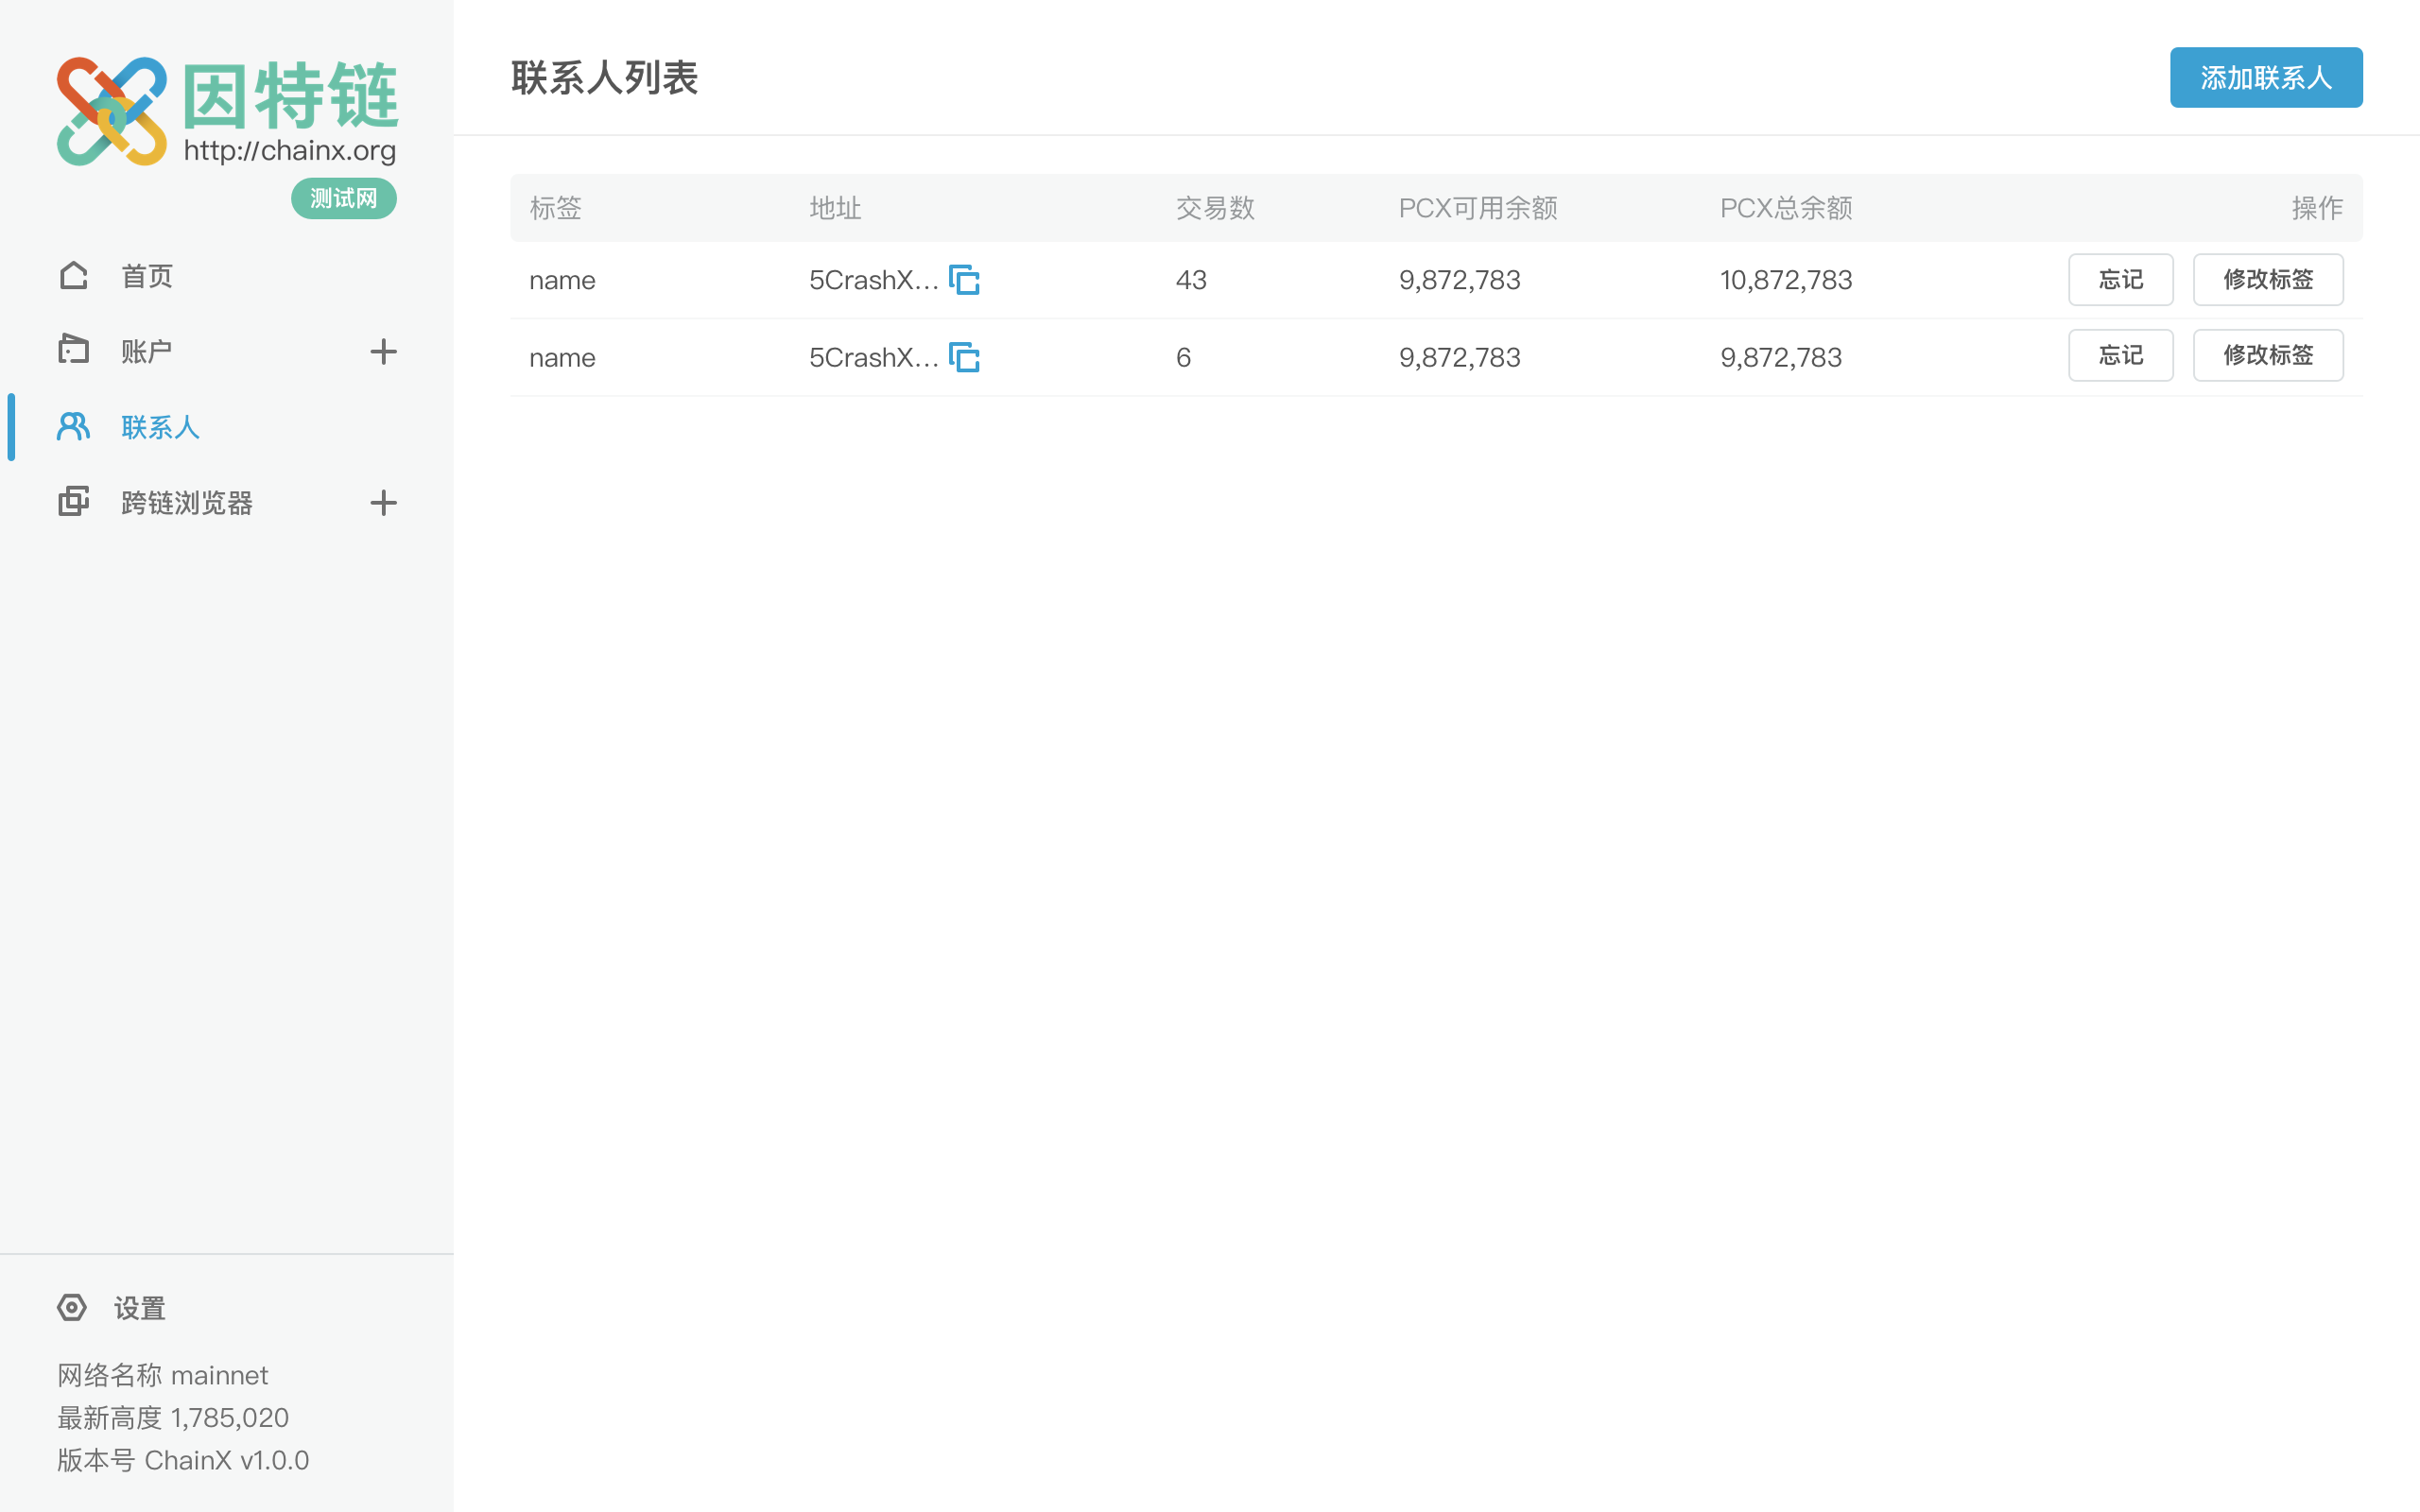 因特链
http://chainx.org
测试网
首页
账户
联系人
跨链浏览器
设置
网络名称 mainnet
最新高度 1,785,020
版本号 ChainX v1.0.0
联系人列表
添加联系人
标签 地址 交易数 PCX可用余额 PCX总余额 操作
name 5CrashX... 43 9,872,783 10,872,783 忘记 修改标签
name 5CrashX... 6 9,872,783 9,872,783 忘记 修改标签